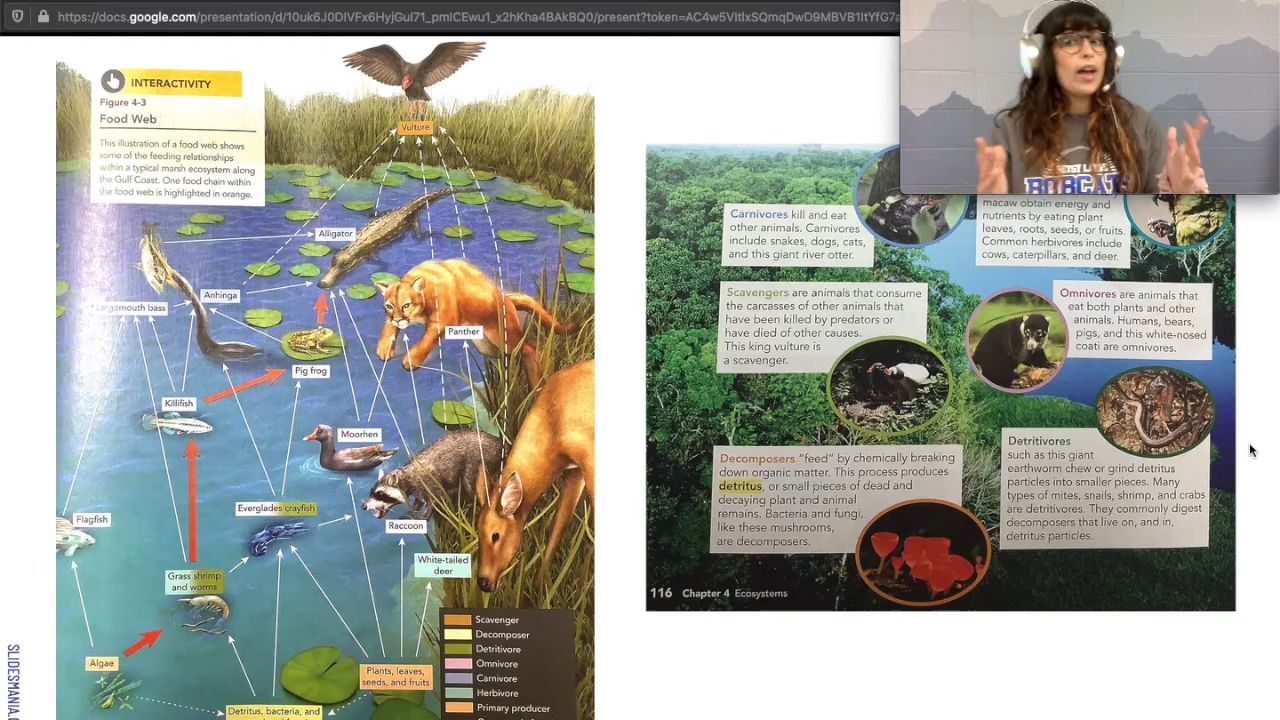 https://docs.google.com/presentation/d/10uk6J0DlVFx6HyjGuI71_pmlCEwu1_x2hKha4BAkBQ0/present?token=AC4w5VitIxSQmqDwD9MBVB1ItYfG7a
INTERACTIVITY
Figure 4-3
Food Web
This illustration of a food web shows
some of the feeding relationships
within a typical marsh ecosystem along
the Gulf Coast. One food chain within
the food web is highlighted in orange.
Vulture
Alligator
Anhinga
Largemouth bass
Panther
Pig frog
Killifish
Moorhen
Everglades crayfish
Flagfish
Raccoon
White-tailed
deer
Grass shrimp
and worms
Algae
Plants, leaves,
seeds, and fruits
Detritus, bacteria, and
Scavenger
Decomposer
Detritivore
Omnivore
Carnivore
Herbivore
Primary producer
SLIDESMANIA.
Carnivores kill and eat
other animals. Carnivores
include snakes, dogs, cats,
and this giant river otter.
macaw obtain energy and
nutrients by eating plant
leaves, roots, seeds, or fruits.
Common herbivores include
cows, caterpillars, and deer.
Scavengers are animals that consume
the carcasses of other animals that
have been killed by predators or
have died of other causes.
This king vulture is
a scavenger.
Omnivores are animals that
eat both plants and other
animals. Humans, bears,
pigs, and this white-nosed
coati are omnivores.
Decomposers "feed" by chemically breaking
down organic matter. This process produces
detritus, or small pieces of dead and
decaying plant and animal
remains. Bacteria and fungi,
like these mushrooms,
are decomposers.
Detritivores
such as this giant
earthworm chew or grind detritus
particles into smaller pieces. Many
types of mites, snails, shrimp, and crabs
are detritivores. They commonly digest
decomposers that live on, and in,
detritus particles.
116 Chapter 4 Ecosystems
BOBCATS